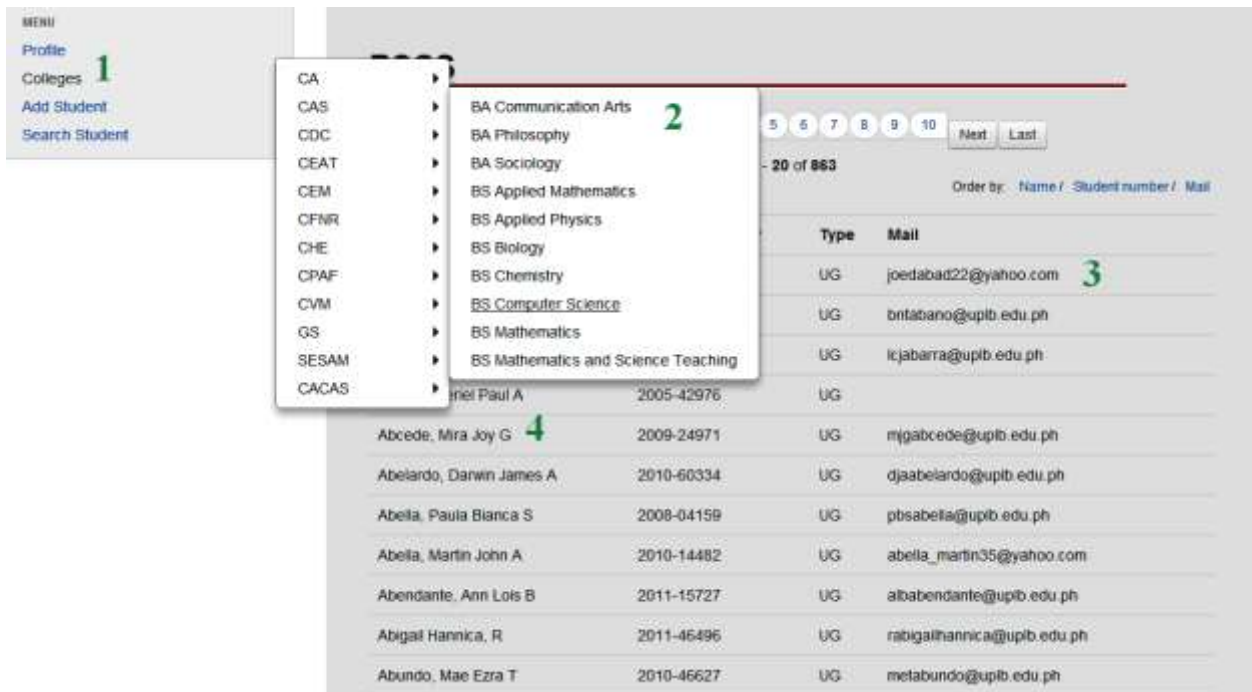 MENU
Profile
Colleges 1
Add Student
Search Student
CA
CAS
CDC
CEAT
CEM
CFNR
CHE
CPAF
CVM
GS
SESAM
CACAS
BA Communication Arts 2
BA Philosophy
BA Sociology
BS Applied Mathematics
BS Applied Physics
BS Biology
BS Chemistry
BS Computer Science
BS Mathematics
BS Mathematics and Science Teaching
5 6 7 8 9 10 Next Last
- 20 of 863
Order by: Name / Student number / Mail
Type Mail
UG joedabad22@yahoo.com 3
UG bntabano@uplb.edu.ph
UG lcjabarra@uplb.edu.ph
Paul A 2005-42976 UG
Abcede, Mira Joy G 4 2009-24971 UG mjgabcede@uplb.edu.ph
Abelardo, Darwin James A 2010-60334 UG djaabelardo@uplb.edu.ph
Abella, Paula Bianca S 2008-04159 UG pbsabella@uplb.edu.ph
Abella, Martin John A 2010-14482 UG abella_martin35@yahoo.com
Abendante, Ann Lois B 2011-15727 UG albabendante@uplb.edu.ph
Abigail Hannica, R 2011-46496 UG rabigailhannica@uplb.edu.ph
Abundo, Mae Ezra T 2010-46627 UG metabundo@uplb.edu.ph